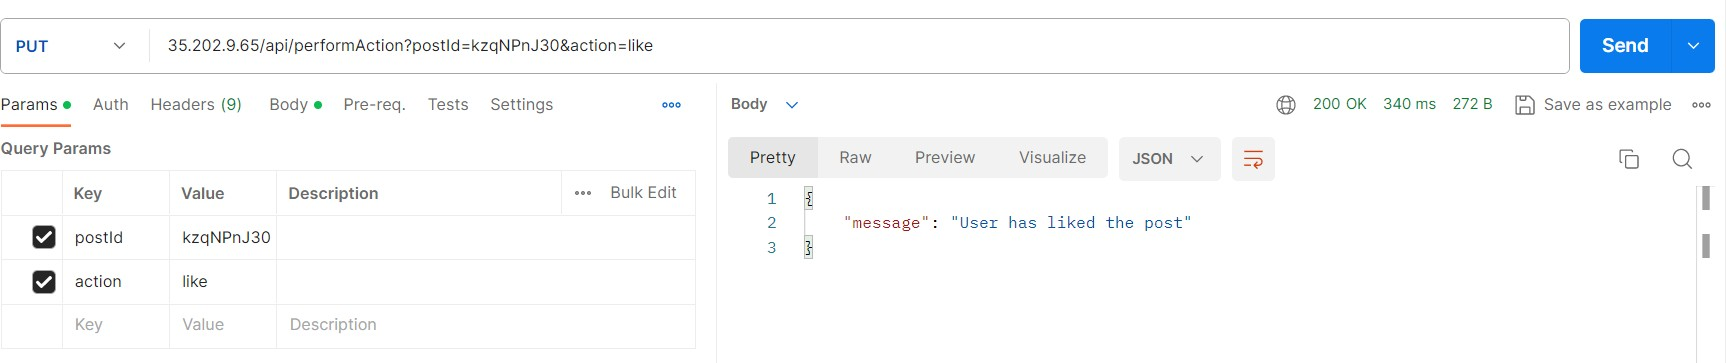 PUT
35.202.9.65/api/performAction?postId=kzqNPnJ30&action=like
Send
Params
Auth
Headers (9)
Body
Pre-req.
Tests
Settings
Query Params
Key Value Description Bulk Edit
postId kzqNPnJ30
action like
Key Value Description
Body
200 OK 340 ms 272 B Save as example
Pretty Raw Preview Visualize JSON
1 {
2 "message": "User has liked the post"
3 }